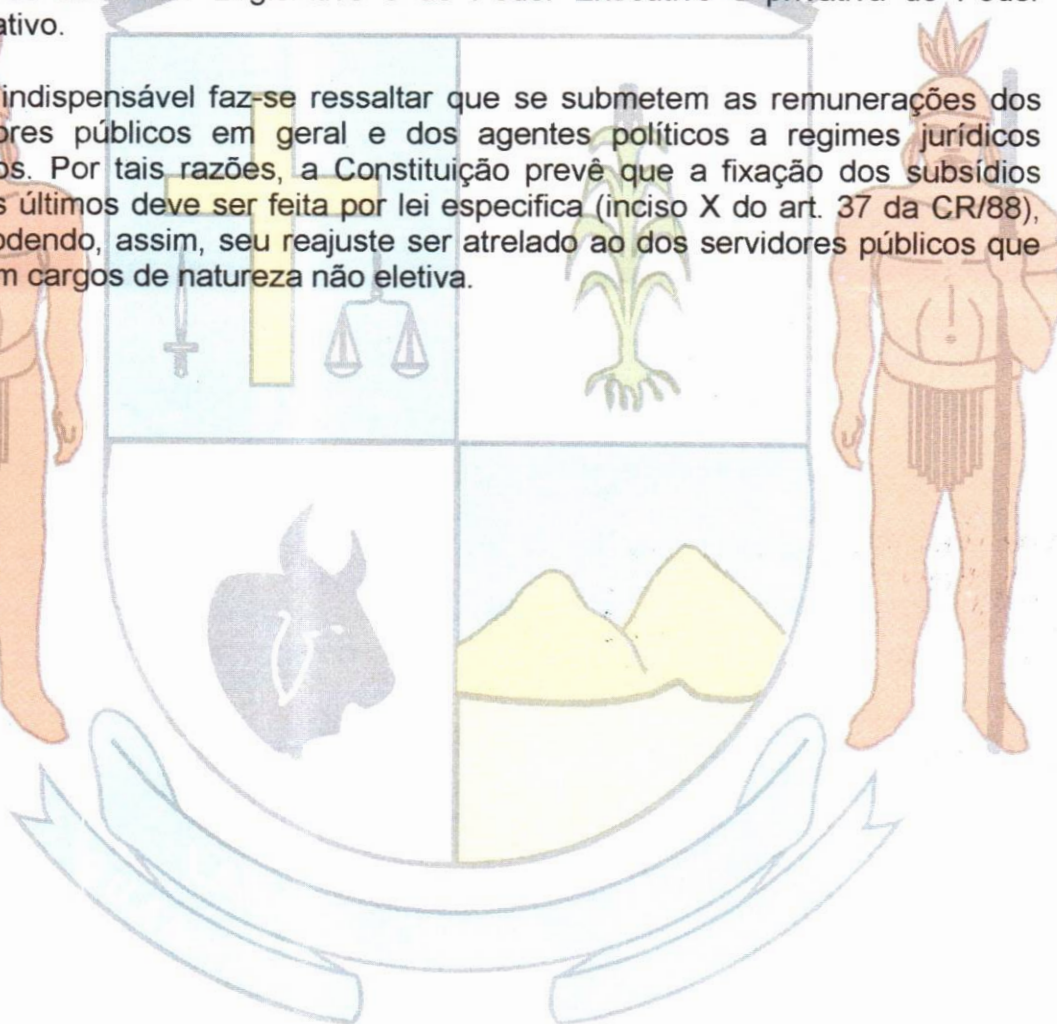 ativo.
indispensável faz-se ressaltar que se submetem as remunerações dos
ores públicos em geral e dos agentes políticos a regimes jurídicos
os. Por tais razões, a Constituição prevê que a fixação dos subsídios
s últimos deve ser feita por lei especifica (inciso X do art. 37 da CR/88),
odendo, assim, seu reajuste ser atrelado ao dos servidores públicos que
m cargos de natureza não eletiva.